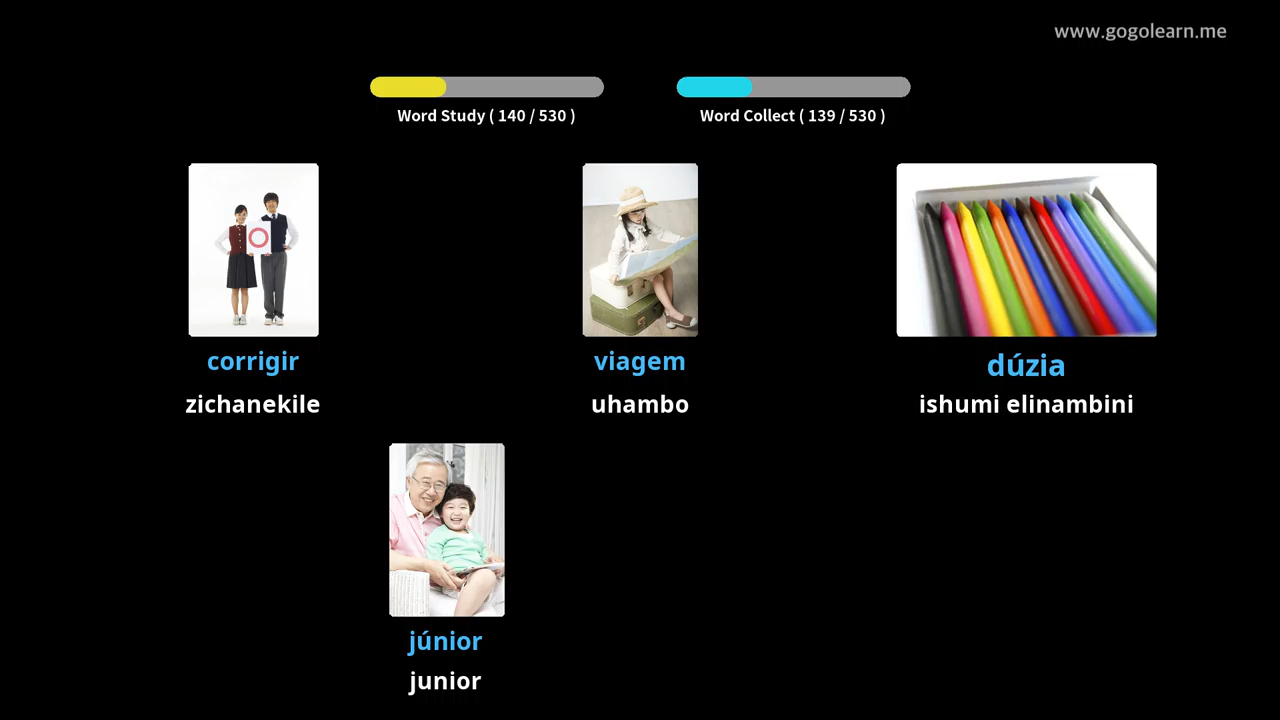 www.gogolearn.me
Word Study ( 140 / 530 )
Word Collect ( 139 / 530 )
corrigir
zichanekile
viagem
uhambo
dúzia
ishumi elinambini
júnior
junior